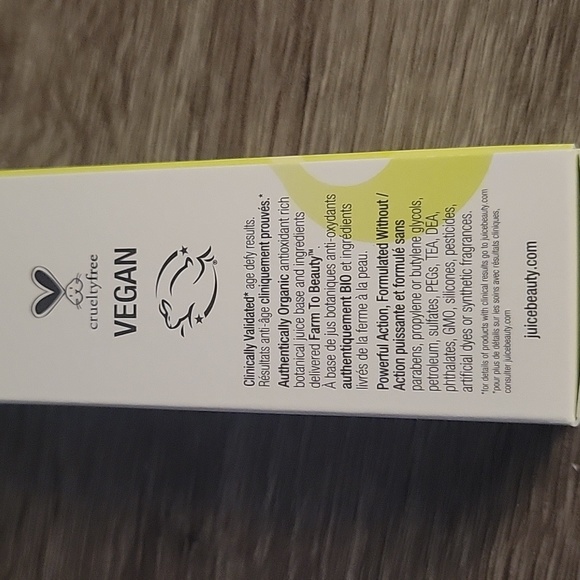 crueltyfree
VEGAN
Clinically Validated* age defy results.
Résultats anti-âge cliniquement prouvés.*
Authentically Organic antioxidant rich
botanical juice base and ingredients
delivered Farm To Beauty™.
À base de jus botaniques anti-oxydants
authentiquement BIO et ingrédients
livrés de la ferme à la peau.
Powerful Action, Formulated Without /
Action puissante et formulé sans
parabens, propylene or butylene glycols,
petroleum, sulfates, PEGs, TEA, DEA,
phthalates, GMO, silicones, pesticides,
artificial dyes or synthetic fragrances.
*for details of products with clinical results go to juicebeauty.com
*pour plus de détails sur les soins avec résultats cliniques,
consulter juicebeauty.com
juicebeauty.com